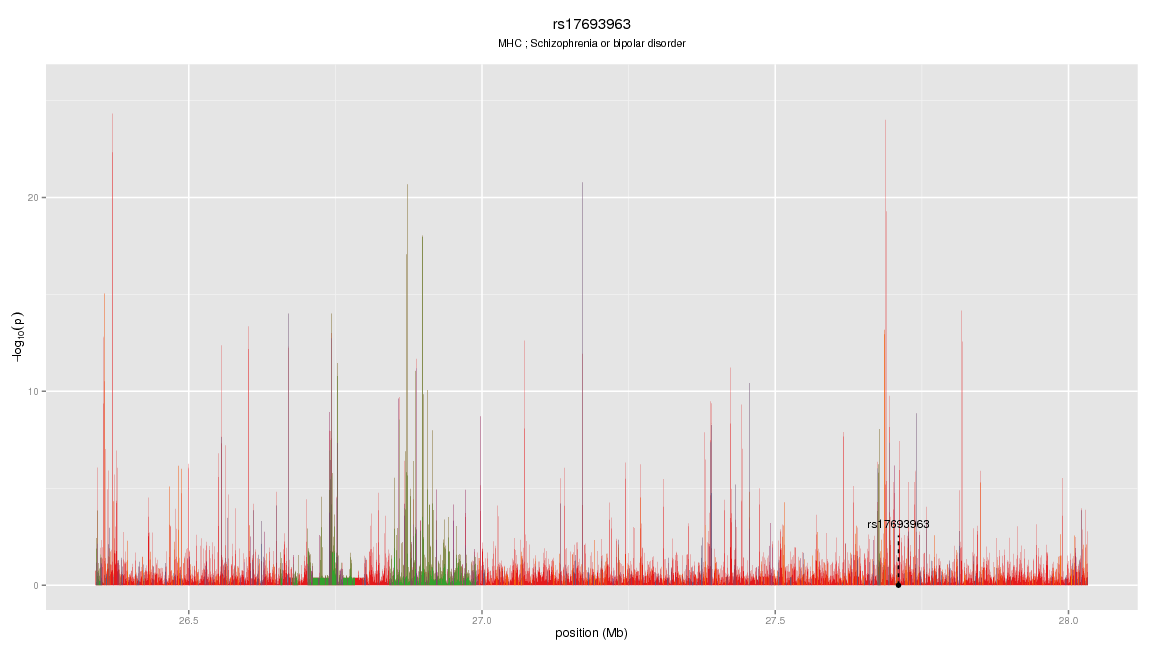 rs17693963
MHC ; Schizophrenia or bipolar disorder
20
10
0
−log10(p)
rs17693963
26.5
27.0
27.5
28.0
position (Mb)